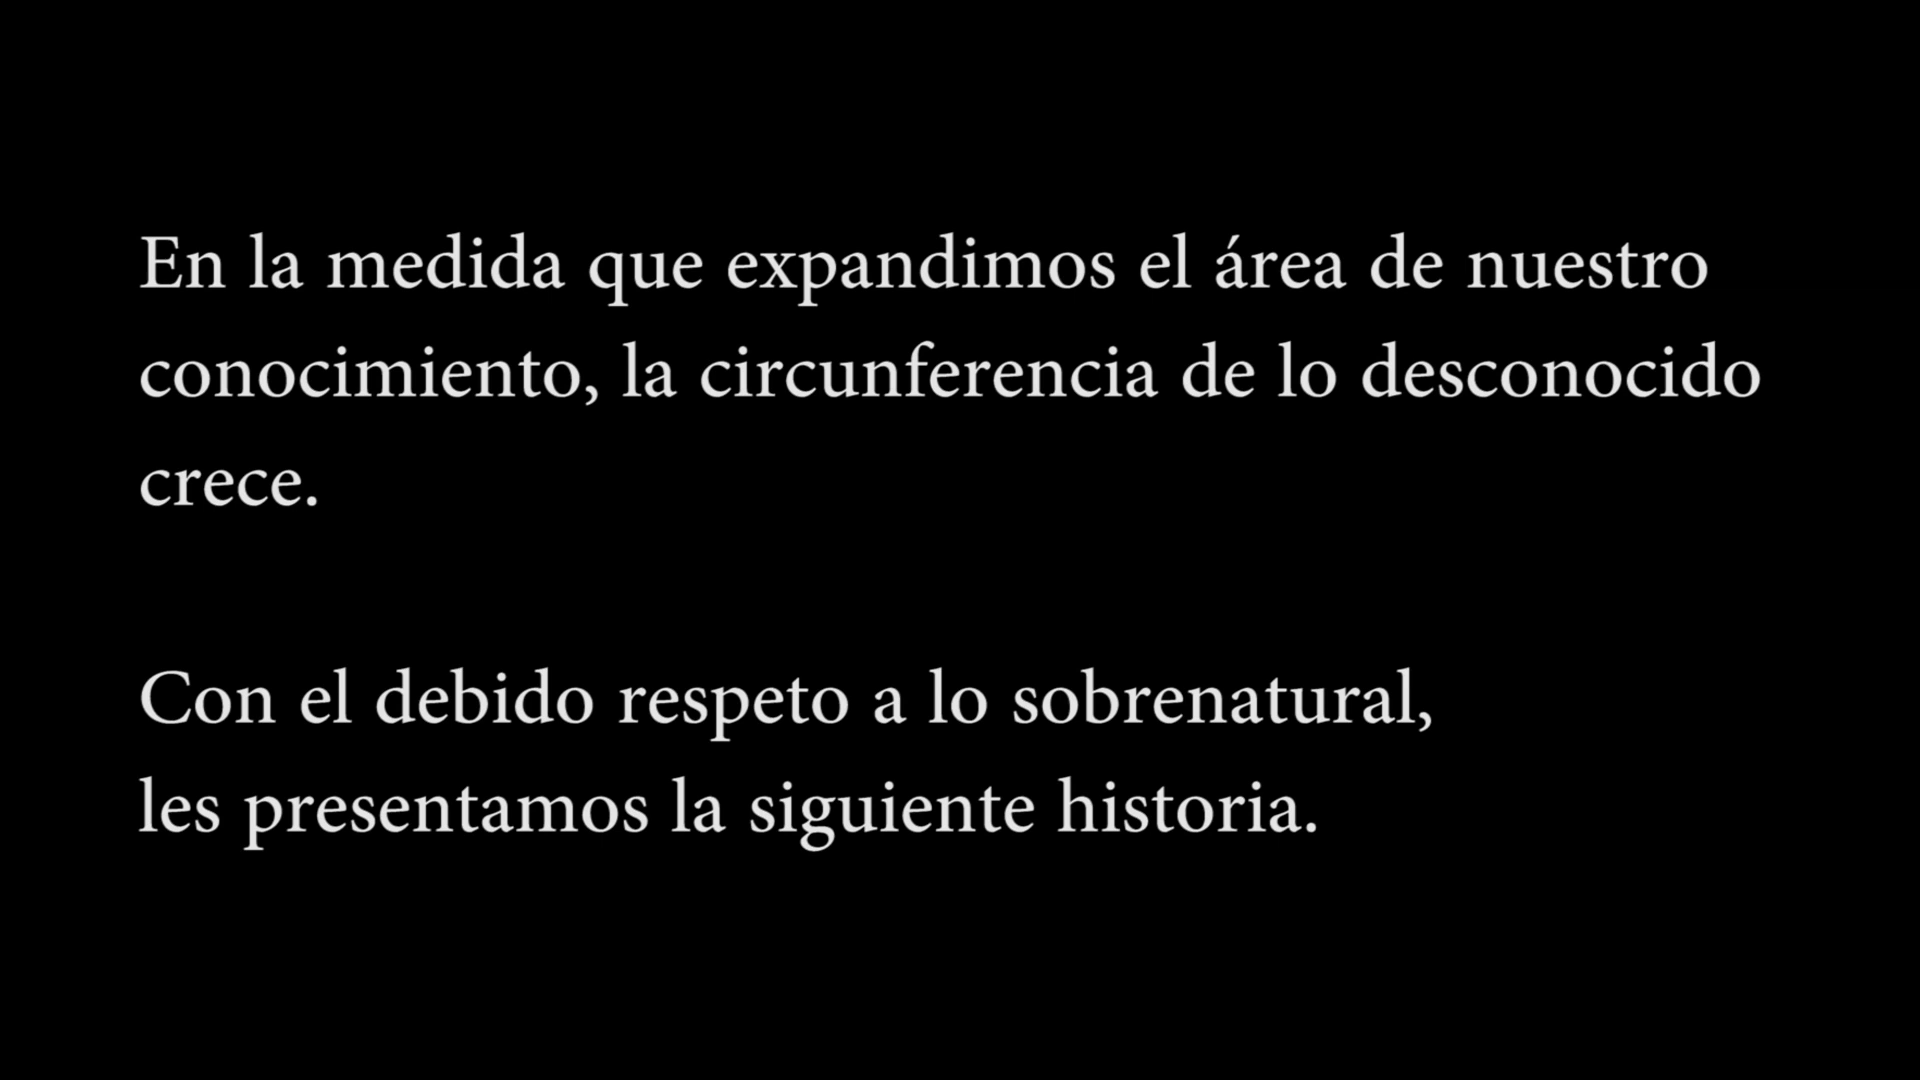 En la medida que expandimos el área de nuestro
conocimiento, la circunferencia de lo desconocido
crece.
Con el debido respeto a lo sobrenatural,
les presentamos la siguiente historia.